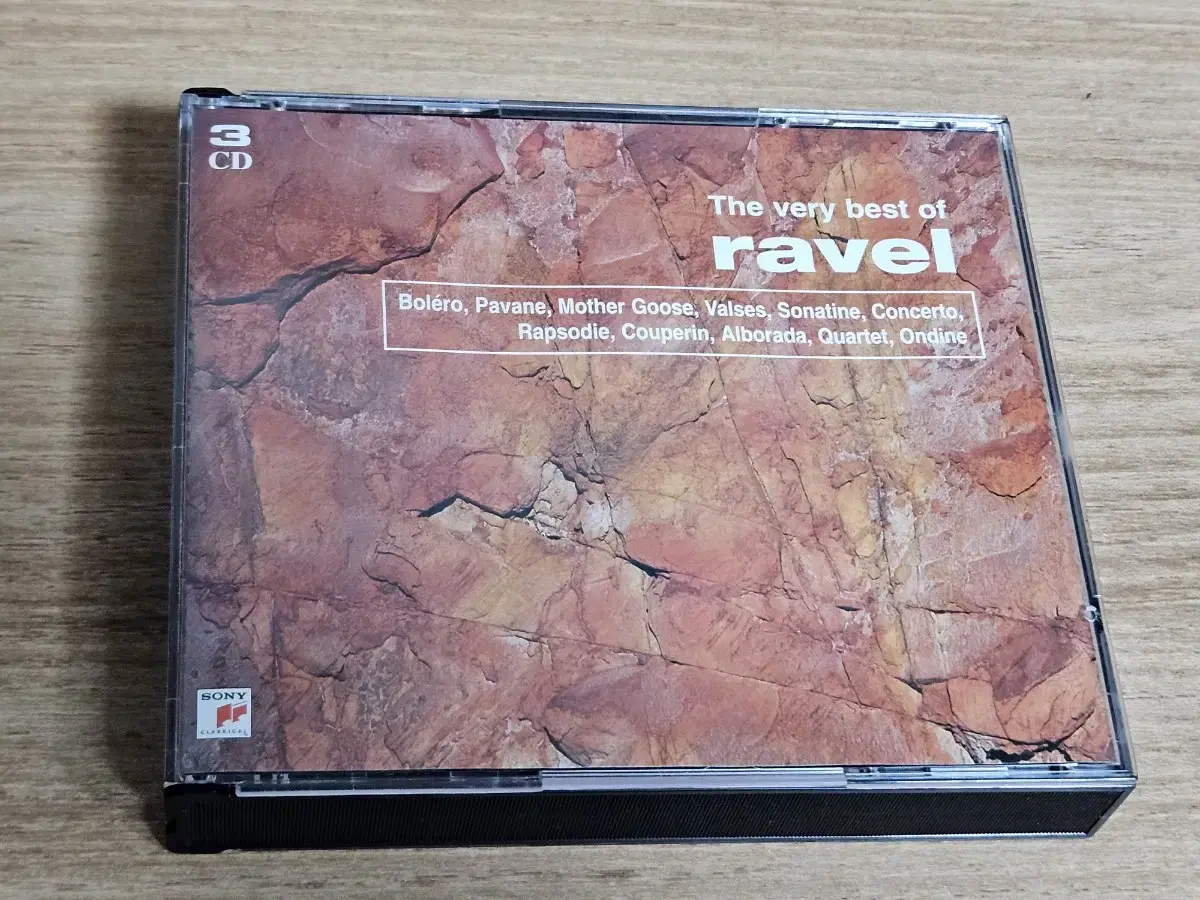 3
CD
The very best of
ravel
Boléro, Pavane, Mother Goose, Valses, Sonatine, Concerto,
Rapsodie, Couperin, Alborada, Quartet, Ondine
SONY
CLASSICAL